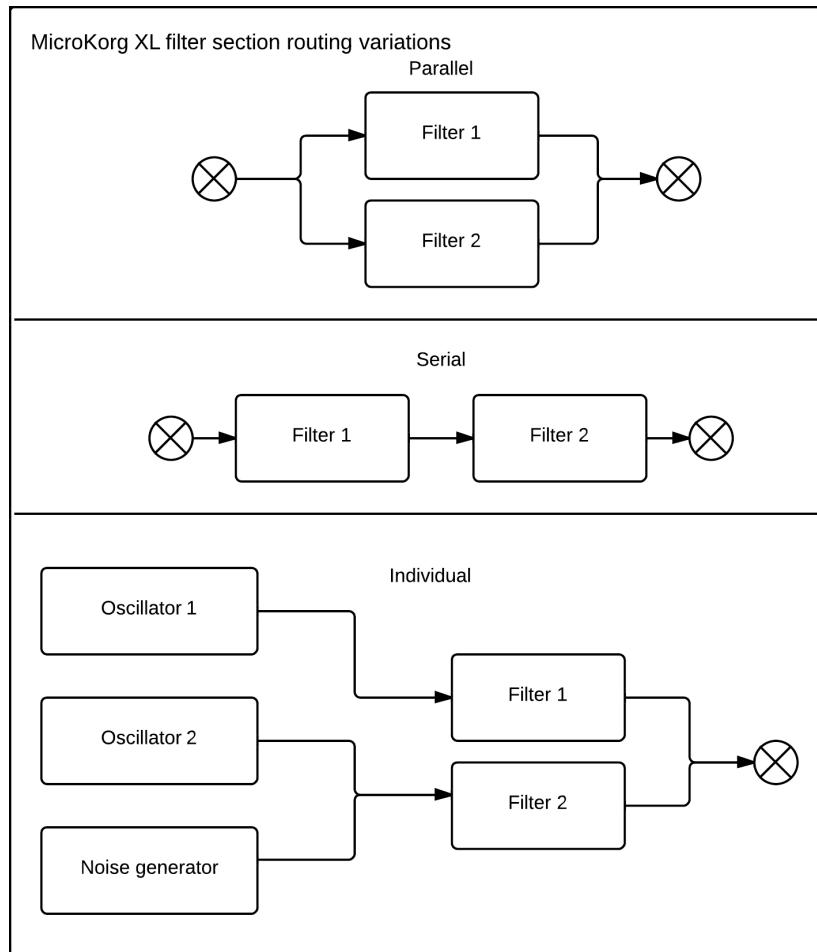 MicroKorg XL filter section routing variations
Parallel
Filter 1
Filter 2
Serial
Filter 1
Filter 2
Individual
Oscillator 1
Filter 1
Oscillator 2
Filter 2
Noise generator